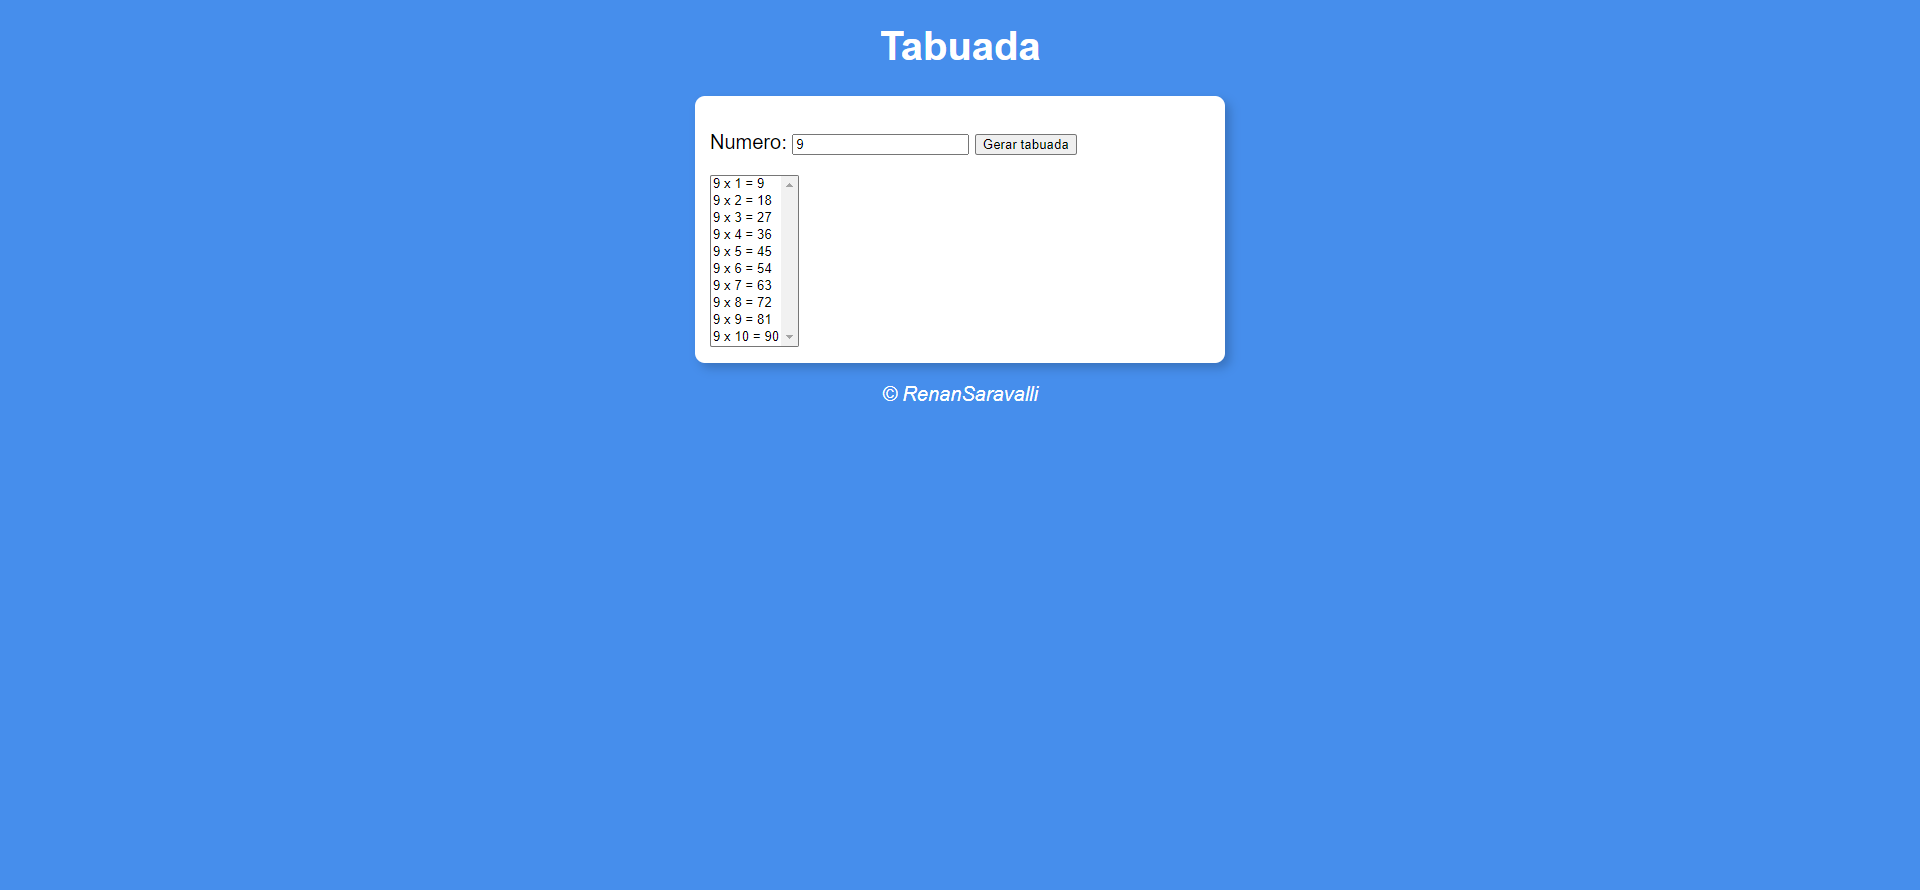 Tabuada
Numero: 9 Gerar tabuada
9 x 1 = 9
9 x 2 = 18
9 x 3 = 27
9 x 4 = 36
9 x 5 = 45
9 x 6 = 54
9 x 7 = 63
9 x 8 = 72
9 x 9 = 81
9 x 10 = 90
© RenanSaravalli